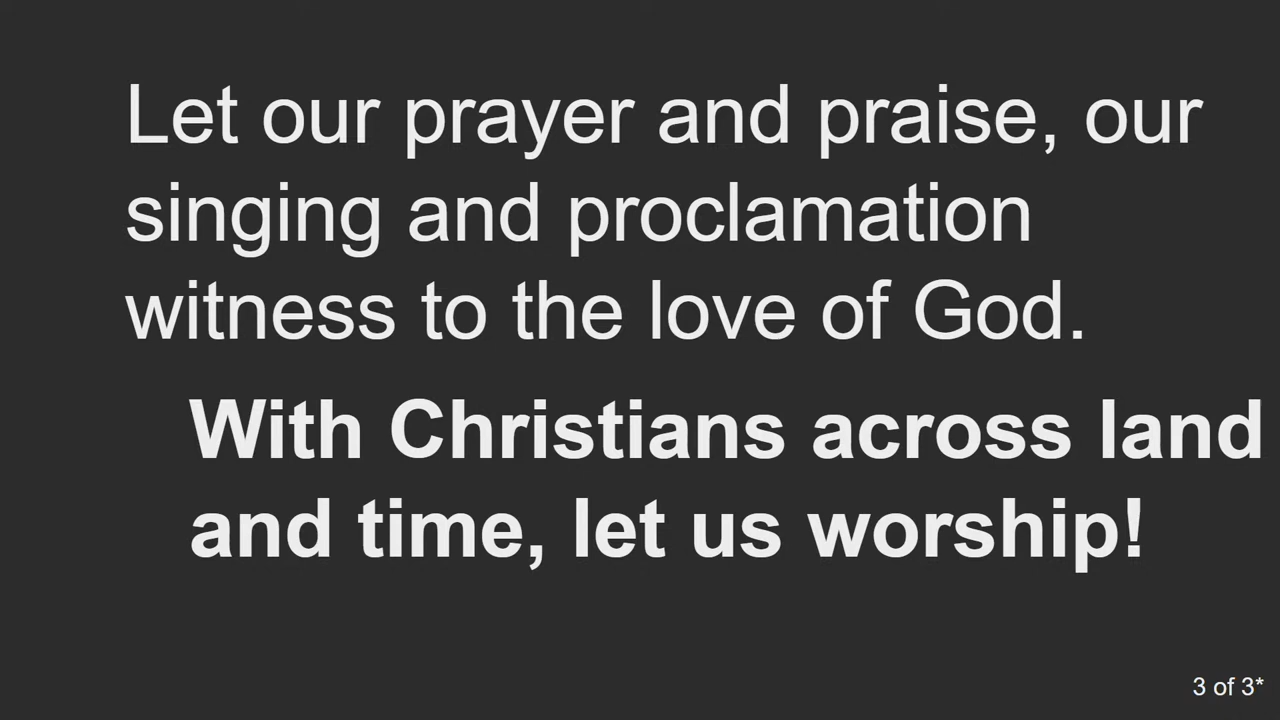 Let our prayer and praise, our
singing and proclamation
witness to the love of God.
With Christians across land
and time, let us worship!
3 of 3*